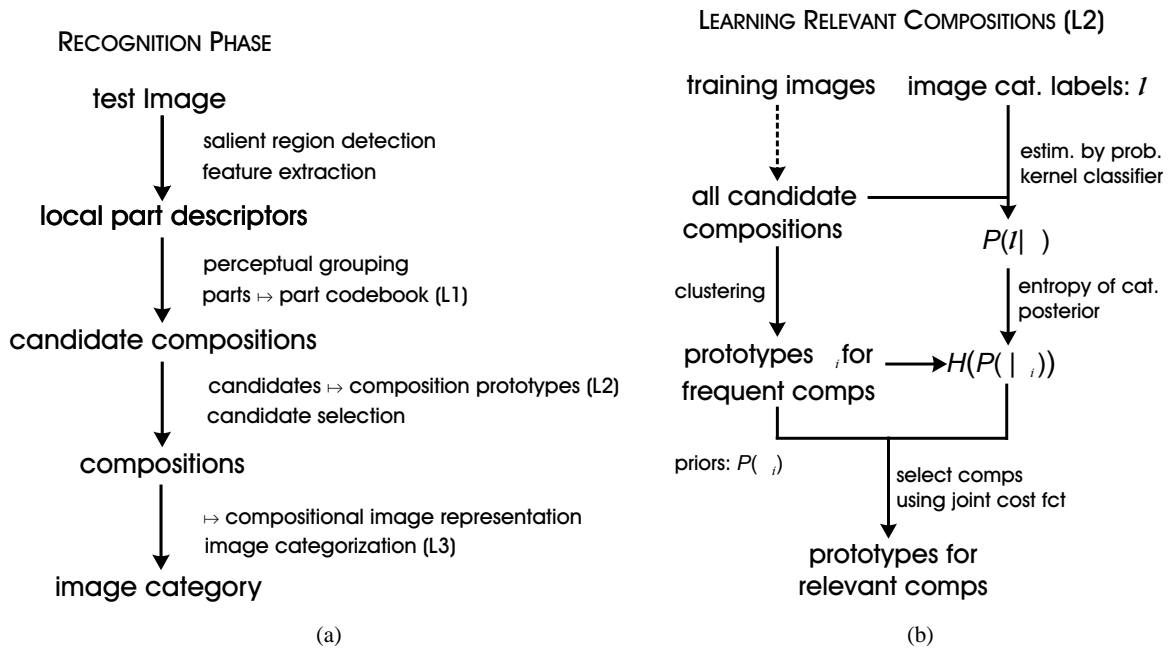 RECOGNITION PHASE
test Image
salient region detection
feature extraction
local part descriptors
perceptual grouping
parts ↦ part codebook (L1)
candidate compositions
candidates ↦ composition prototypes (L2)
candidate selection
compositions
↦ compositional image representation
image categorization (L3)
image category
(a)
LEARNING RELEVANT COMPOSITIONS (L2)
training images
image cat. labels: l
estim. by prob.
kernel classifier
all candidate
compositions
P(l| )
clustering
entropy of cat.
posterior
prototypes i for
frequent comps
H(P( | i))
priors: P( i)
select comps
using joint cost fct
prototypes for
relevant comps
(b)